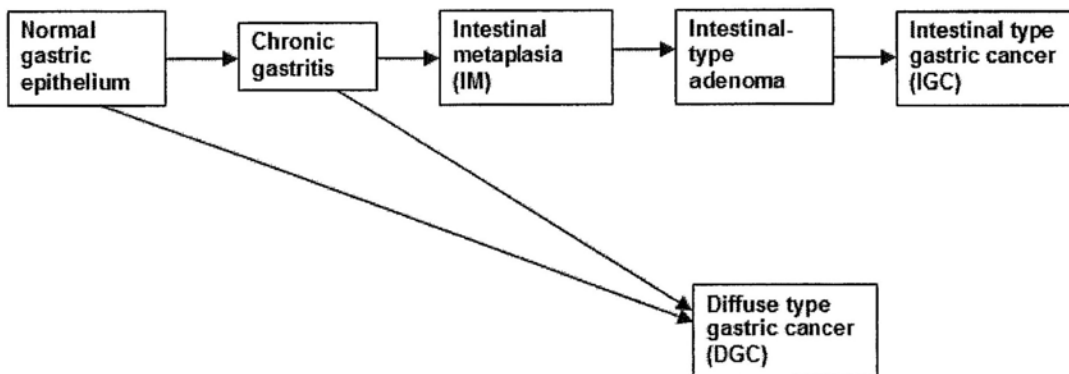 Normal
gastric
epithelium
Chronic
gastritis
Intestinal
metaplasia
(IM)
Intestinal-
type
adenoma
Intestinal type
gastric cancer
(IGC)
Diffuse type
gastric cancer
(DGC)